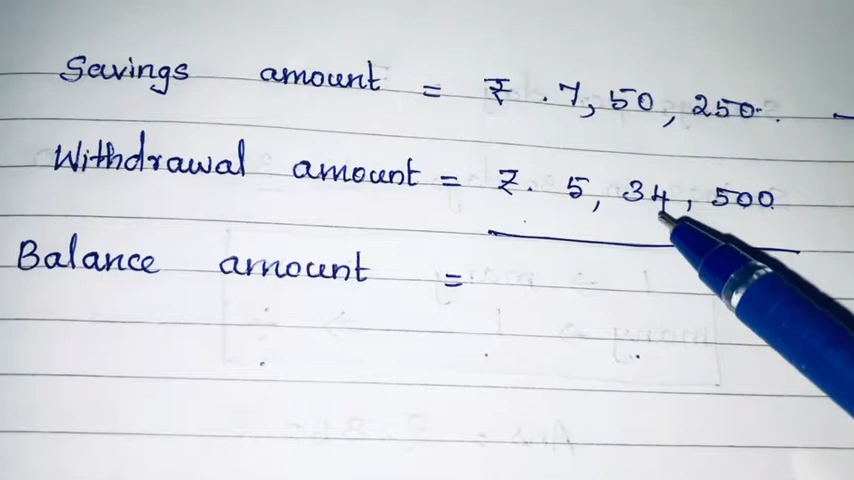 Savings amount = ₹. 7, 50, 250.
Withdrawal amount = ₹. 5, 34, 500
Balance amount =